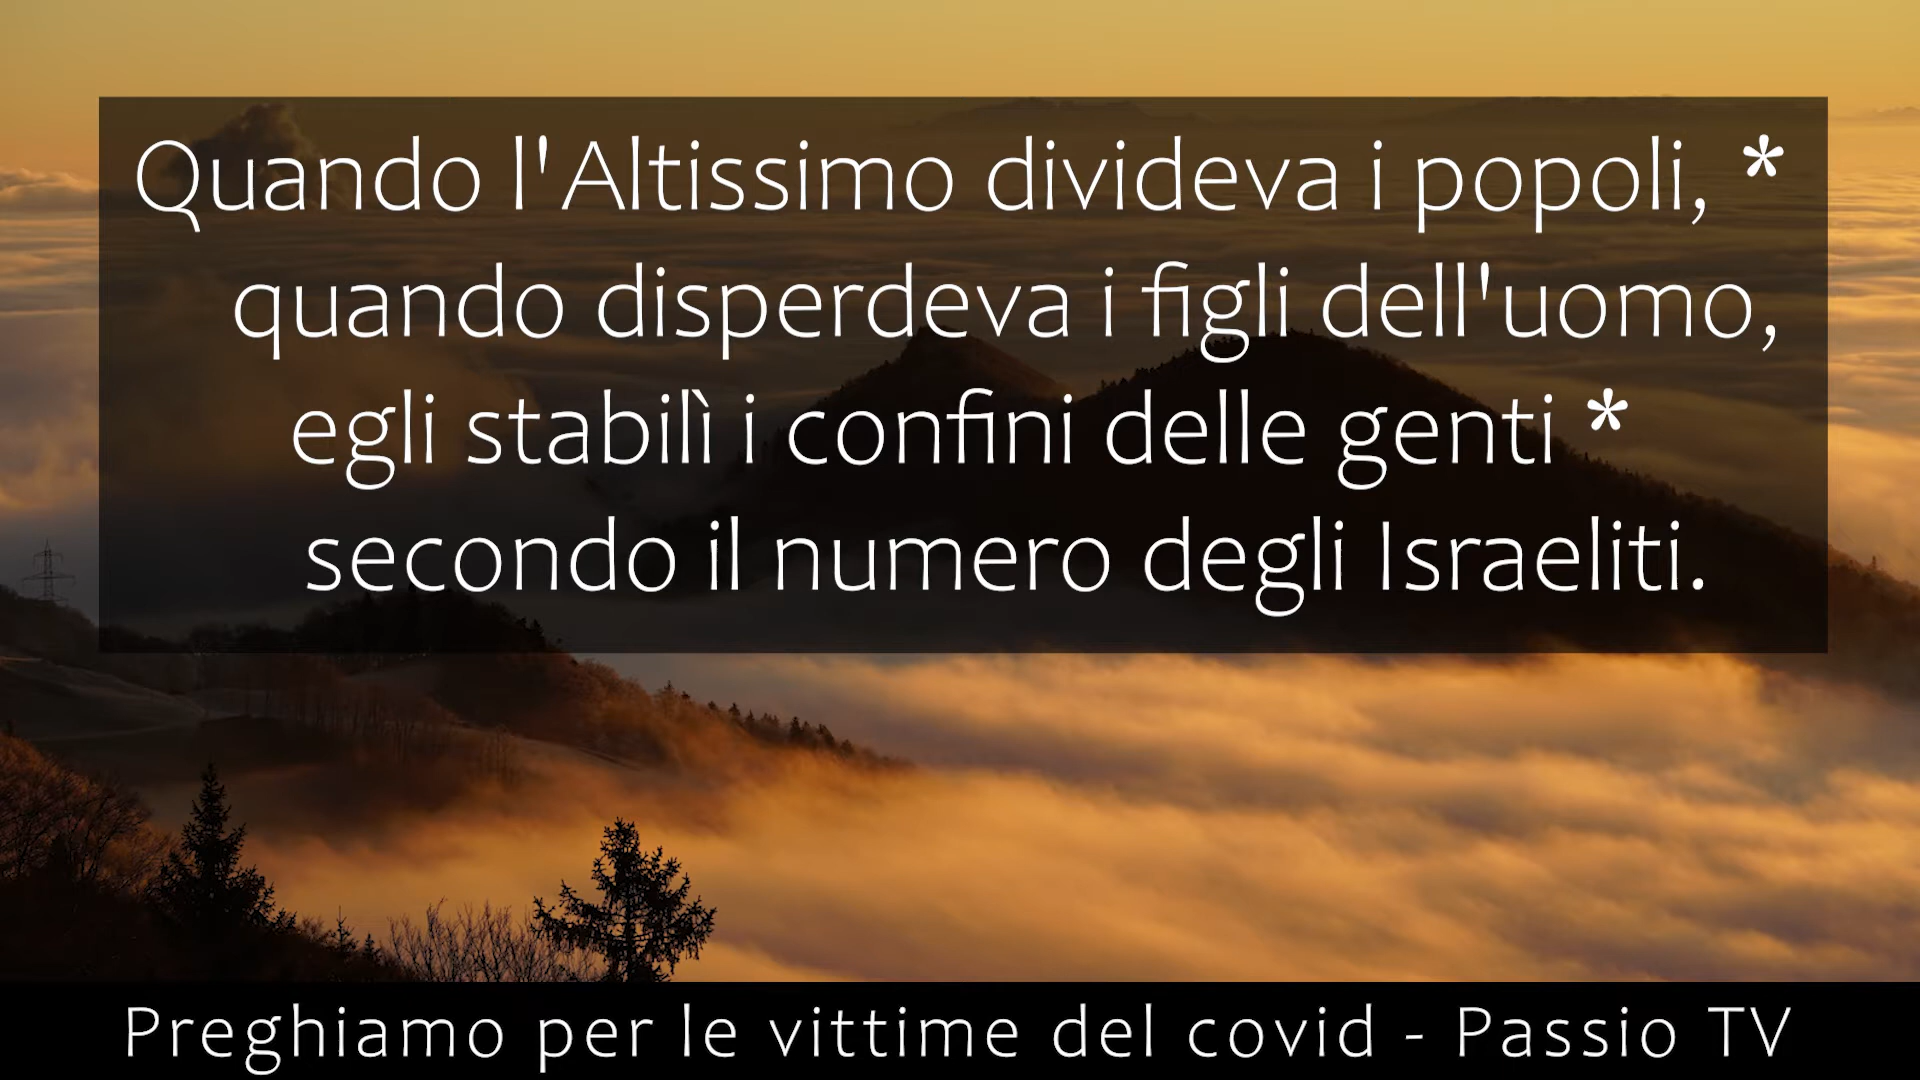 Quando l'Altissimo divideva i popoli, *
quando disperdeva i figli dell'uomo,
egli stabilì i confini delle genti *
secondo il numero degli Israeliti.
Preghiamo per le vittime del covid - Passio TV